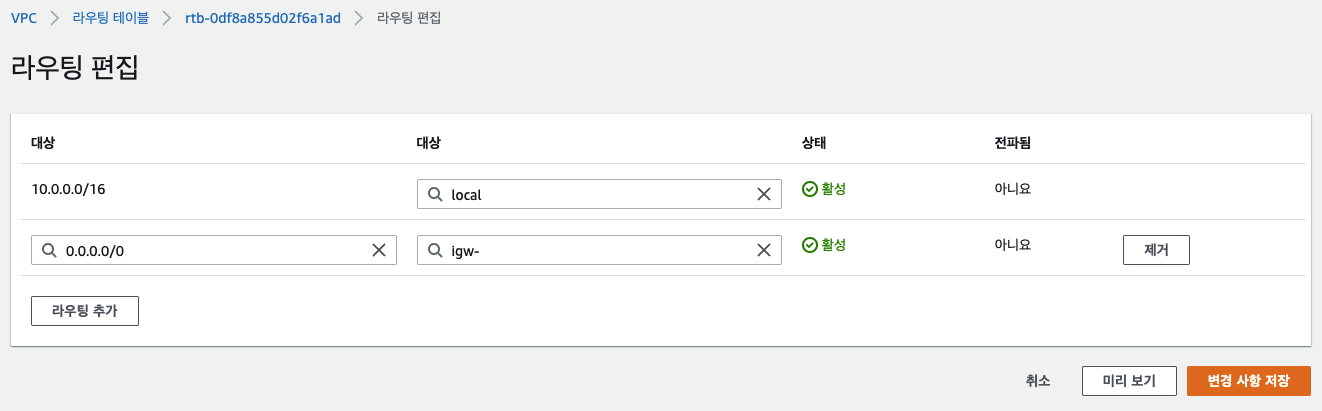 VPC 라우팅 테이블 rtb-0df8a855d02f6a1ad 라우팅 편집
라우팅 편집
대상 대상 상태 전파됨
10.0.0.0/16 local 활성 아니요
0.0.0.0/0 igw- 활성 아니요 제거
라우팅 추가
취소 미리 보기 변경 사항 저장